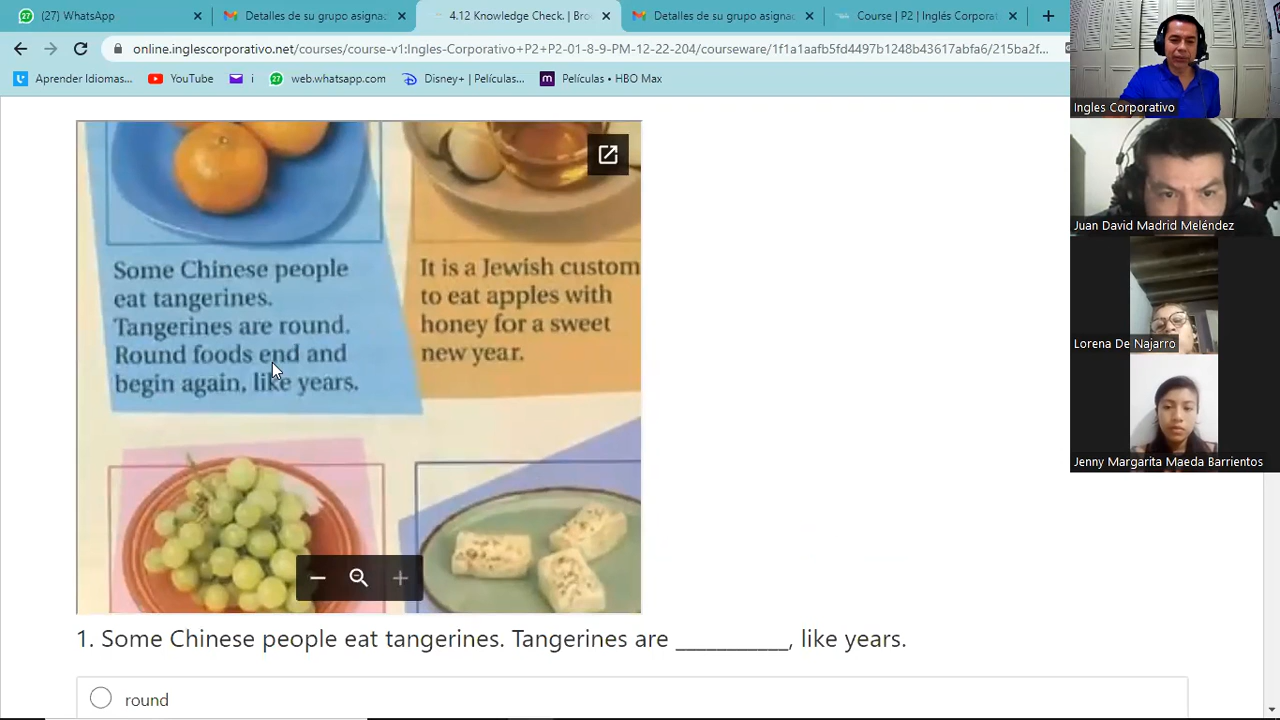 (27) WhatsApp
Detalles de su grupo asigna
4.12 Knowledge Check. | Bro
Detalles de su grupo asigna
Course | P2 Inglés Corporat
online.inglescorporativo.net/courses/course-v1:Ingles-Corporativo+P2+P2-01-8-9-PM-12-22-204/courseware/
Aprender Idiomas...
YouTube
i
web.whatsapp.com
Disney+ | Películas...
Películas • HBO Max
Ingles Corporativo
Juan David Madrid Meléndez
Lorena De Najarro
Jenny Margarita Maeda Barrientos
Some Chinese people
eat tangerines.
Tangerines are round.
Round foods end and
begin again, like years.
It is a Jewish custom
to eat apples with
honey for a sweet
new year.
1. Some Chinese people eat tangerines. Tangerines are __________, like years.
round